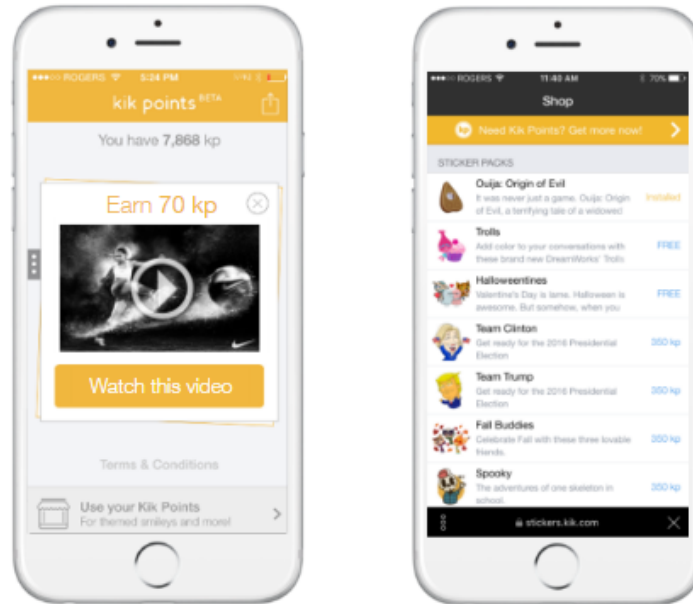 ROGERS 5:24 PM
kik points BETA
You have 7,868 kp
Earn 70 kp
Watch this video
Terms & Conditions
Use your Kik Points
For themed smileys and more!
ROGERS 11:40 AM 70%
Shop
kp Need Kik Points? Get more now!
STICKER PACKS
Ouija: Origin of Evil
It was never just a game. Ouija: Origin
of Evil, a terrifying tale of a widowed
Installed
Trolls
Add color to your conversations with
these brand new DreamWorks' Trolls
FREE
Halloweentines
Valentine's Day is lame. Halloween is
awesome. But somehow, when you
FREE
Team Clinton
Get ready for the 2016 Presidential
Election
350 kp
Team Trump
Get ready for the 2016 Presidential
Election
350 kp
Fall Buddies
Celebrate Fall with these three lovable
friends.
350 kp
Spooky
The adventures of one skeleton in
school.
350 kp
stickers.kik.com